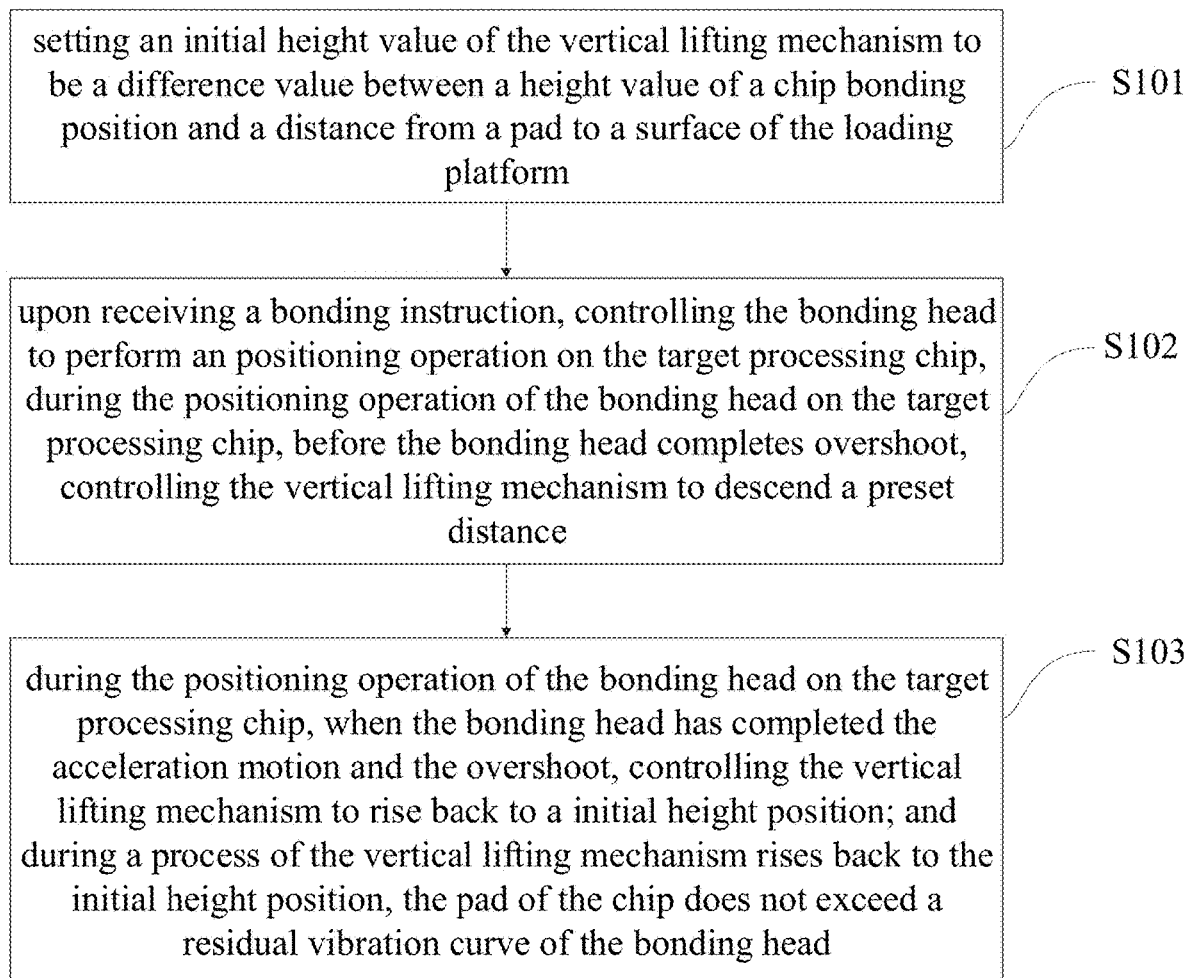 setting an initial height value of the vertical lifting mechanism to
be a difference value between a height value of a chip bonding
position and a distance from a pad to a surface of the loading
platform
S101
upon receiving a bonding instruction, controlling the bonding head
to perform an positioning operation on the target processing chip,
during the positioning operation of the bonding head on the target
processing chip, before the bonding head completes overshoot,
controlling the vertical lifting mechanism to descend a preset
distance
S102
during the positioning operation of the bonding head on the target
processing chip, when the bonding head has completed the
acceleration motion and the overshoot, controlling the vertical
lifting mechanism to rise back to a initial height position; and
during a process of the vertical lifting mechanism rises back to the
initial height position, the pad of the chip does not exceed a
residual vibration curve of the bonding head
S103